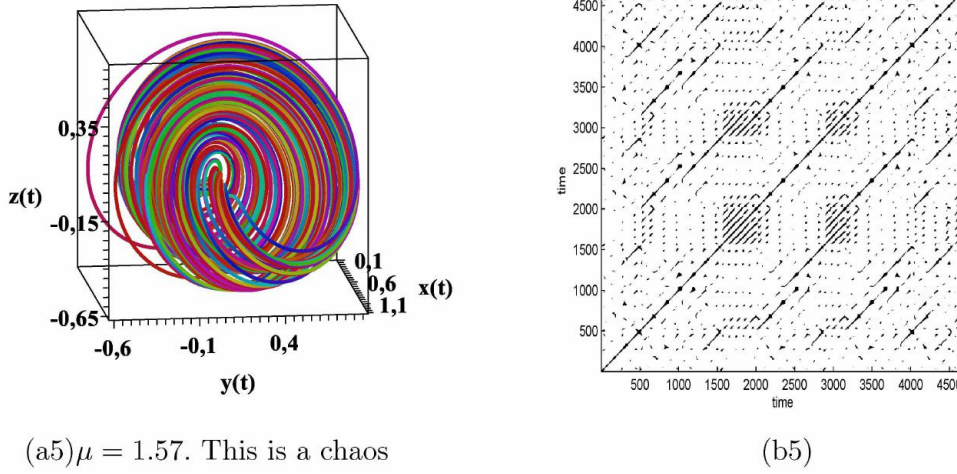 0,35
z(t)
-0,15
-0,65
-0,6
-0,1
0,4
y(t)
0,1
0,6
x(t)
1,1
4500
4000
3500
3000
2500
2000
1500
1000
500
time
500 1000 1500 2000 2500 3000 3500 4000 4500
time
(a5)μ = 1.57. This is a chaos
(b5)